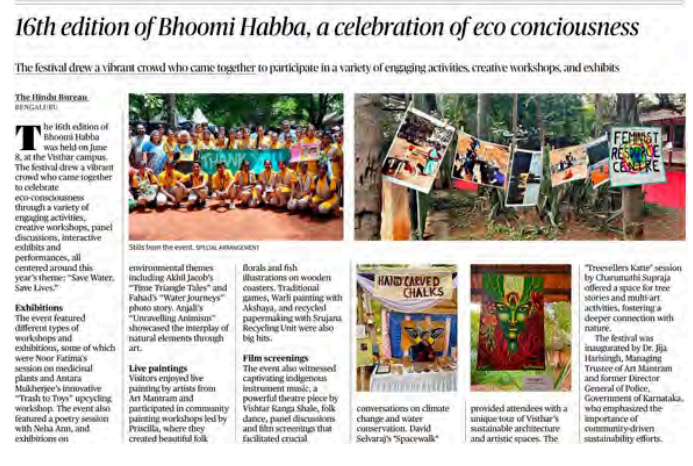 16th edition of Bhoomi Habba, a celebration of eco conciousness
The festival drew a vibrant crowd who came together to participate in a variety of engaging activities, creative workshops, and exhibits
The Hindu Bureau
BENGALURU
The 16th edition of
Bhoomi Habba
was held on June
8, at the Visthar campus.
The festival drew a vibrant
crowd who came together
to celebrate
eco-consciousness
through a variety of
engaging activities,
creative workshops, panel
discussions, interactive
exhibits and
performances, all
centered around this
year's theme: "Save Water,
Save Lives."
Exhibitions
The event featured
different types of
workshops and
exhibitions, some of which
were Noor Fatima's
session on medicinal
plants and Antara
Mukherjee's innovative
"Trash to Toys" upcycling
workshop. The event also
featured a poetry session
with Neha Ann, and
exhibitions on
THANK
FEMINIST
RESOURCE
CENTRE
Stills from the event. SPECIAL ARRANGEMENT
environmental themes
including Akhil Jacob's
"Time Triangle Tales" and
Fahad's "Water Journeys"
photo story. Anjali's
"Unravelling Animism"
showcased the interplay of
natural elements through
art.
Live paintings
Visitors enjoyed live
painting by artists from
Art Mantram and
participated in community
painting workshops led by
Priscilla, where they
created beautiful folk
florals and fish
illustrations on wooden
coasters. Traditional
games, Warli painting with
Akshaya, and recycled
papermaking with Srujana
Recycling Unit were also
big hits.
Film screenings
The event also witnessed
captivating indigenous
instrument music, a
powerful theatre piece by
Vishtar Ranga Shale, folk
dance, panel discussions
and film screenings that
facilitated crucial
HAND CARVED
CHALKS
conversations on climate
change and water
conservation. David
Selvaraj's "Spacewalk"
provided attendees with a
unique tour of Visthar's
sustainable architecture
and artistic spaces. The
"Treevellers Katte" session
by Charumathi Supraja
offered a space for tree
stories and multi-art
activities, fostering a
deeper connection with
nature.
The festival was
inaugurated by Dr. Jija
Harisingh, Managing
Trustee of Art Mantram
and former Director
General of Police,
Government of Karnataka,
who emphasized the
importance of
community-driven
sustainability efforts.